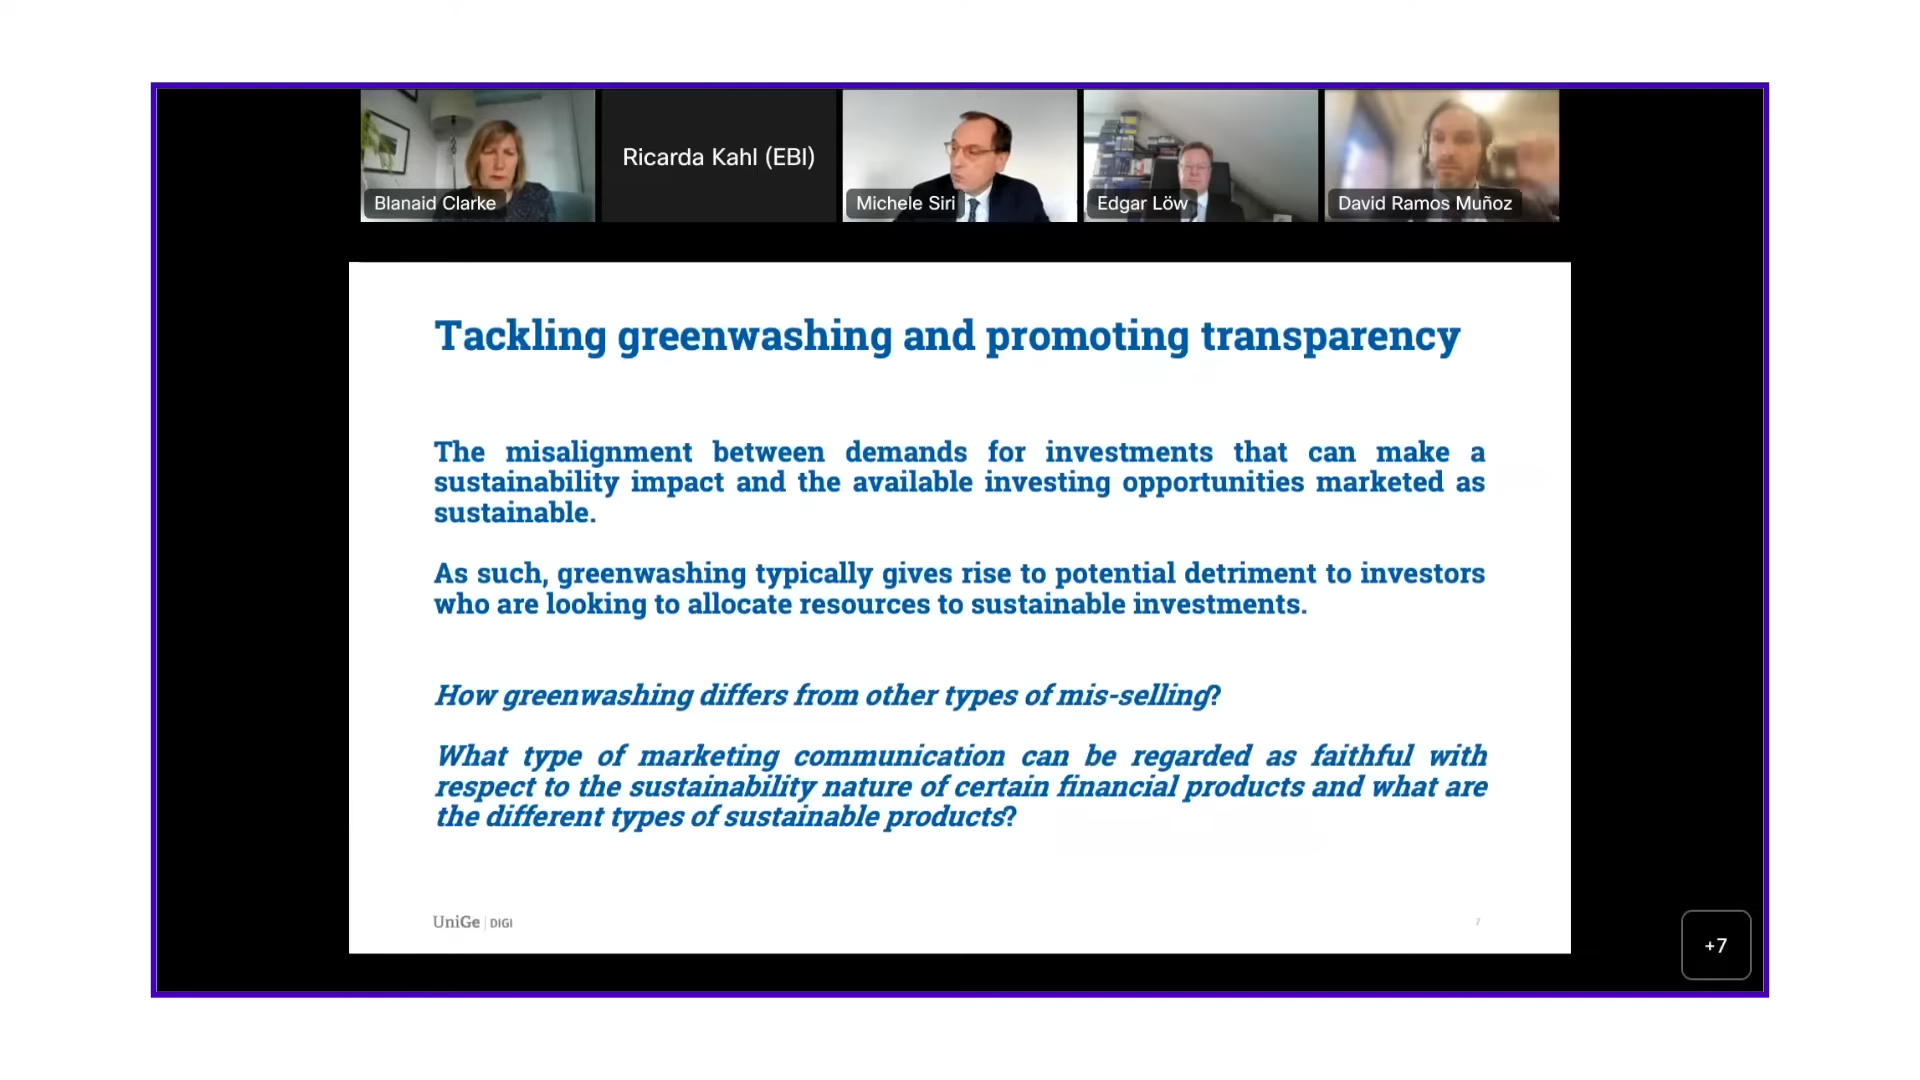 Blanaid Clarke
Ricarda Kahl (EBI)
Michele Siri
Edgar Löw
David Ramos Muñoz
Tackling greenwashing and promoting transparency
The misalignment between demands for investments that can make a
sustainability impact and the available investing opportunities marketed as
sustainable.
As such, greenwashing typically gives rise to potential detriment to investors
who are looking to allocate resources to sustainable investments.
How greenwashing differs from other types of mis-selling?
What type of marketing communication can be regarded as faithful with
respect to the sustainability nature of certain financial products and what are
the different types of sustainable products?
UniGe | DIGI
7
+7